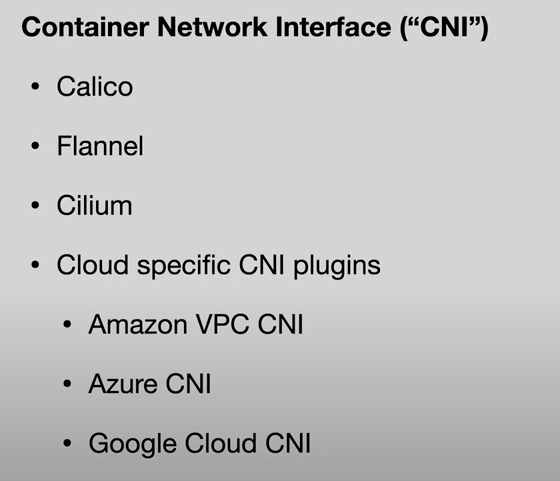 Container Network Interface (“CNI”)
• Calico
• Flannel
• Cilium
• Cloud specific CNI plugins
• Amazon VPC CNI
• Azure CNI
• Google Cloud CNI